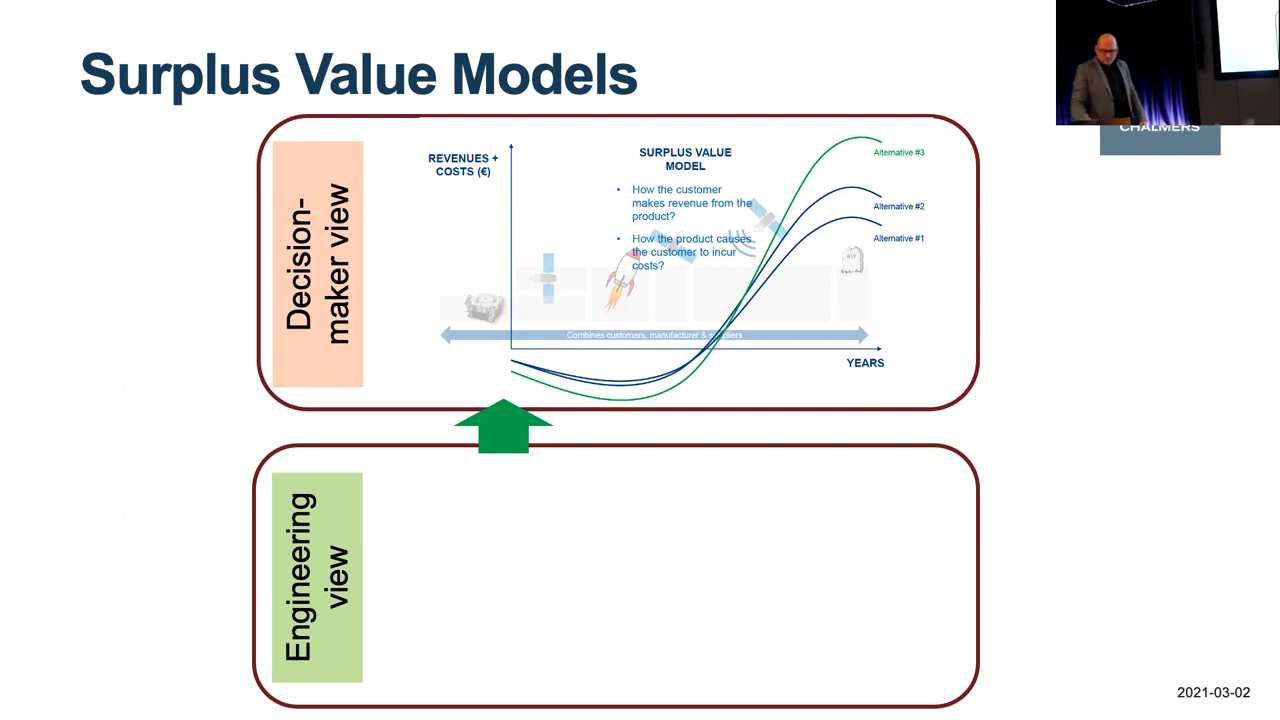 Surplus Value Models
CHALMERS
Decision-
maker view
REVENUES +
COSTS (€)
SURPLUS VALUE
MODEL
• How the customer
makes revenue from the
product?
• How the product causes
the customer to incur
costs?
Alternative #3
Alternative #2
Alternative #1
RIP
Combines customers, manufacturer & suppliers
YEARS
Engineering
view
2021-03-02